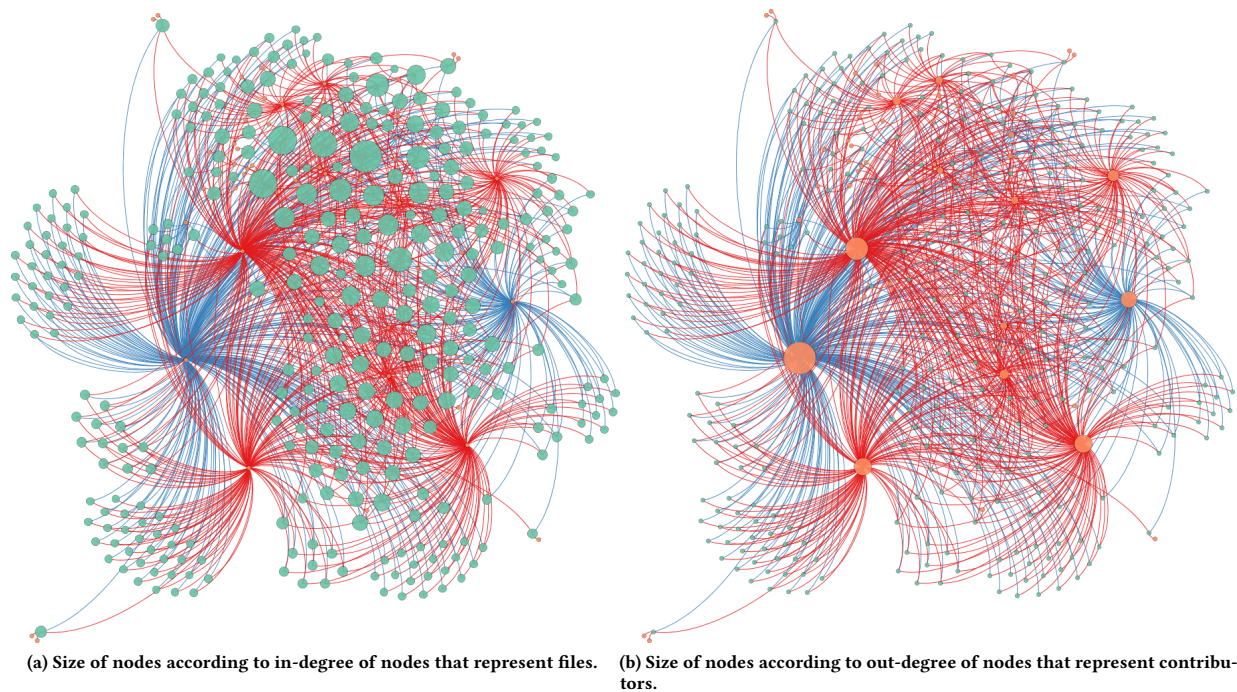 (a) Size of nodes according to in-degree of nodes that represent files.
(b) Size of nodes according to out-degree of nodes that represent contribu-
tors.